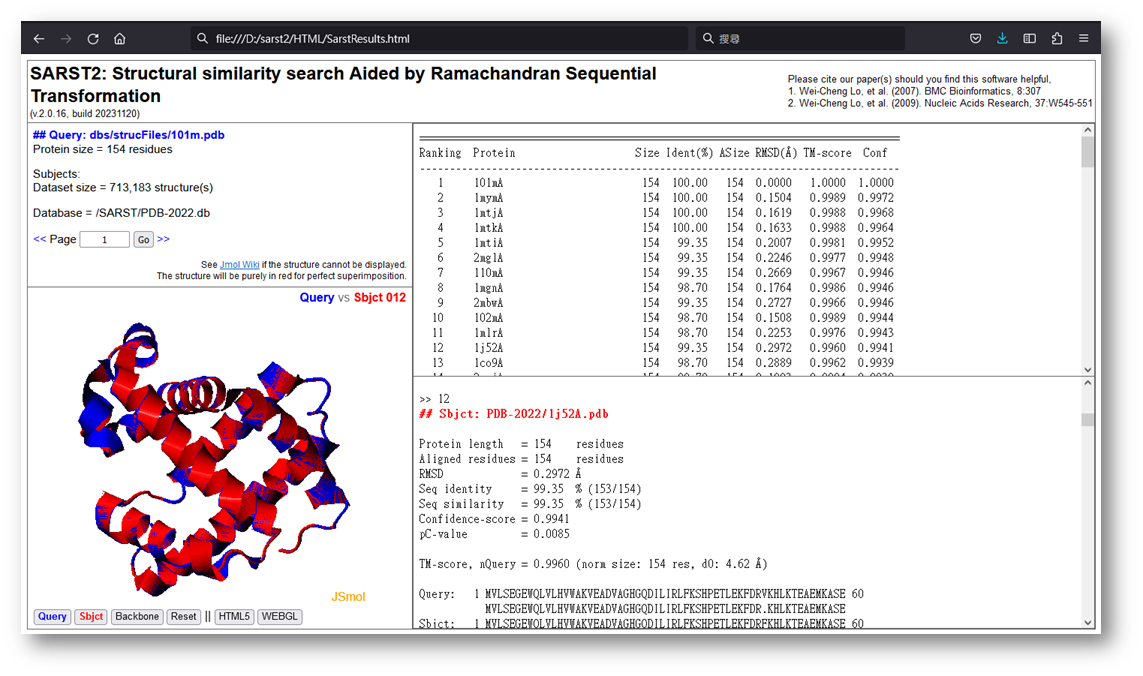 file:///D:/sarst2/HTML/SarstResults.html
搜尋
SARST2: Structural similarity search Aided by Ramachandran Sequential
Transformation
(v.2.0.16, build 20231120)
Please cite our paper(s) should you find this software helpful,
1. Wei-Cheng Lo, et al. (2007). BMC Bioinformatics, 8:307
2. Wei-Cheng Lo, et al. (2009). Nucleic Acids Research, 37:W545-551
## Query: dbs/strucFiles/101m.pdb
Protein size = 154 residues
Subjects:
Dataset size = 713,183 structure(s)
Database = /SARST/PDB-2022.db
<< Page 1 Go >>
See Jmol Wiki if the structure cannot be displayed.
The structure will be purely in red for perfect superimposition.
Query vs Sbjct 012
JSmol
Query Sbjct Backbone Reset || HTML5 WEBGL
Ranking Protein Size Ident(%) ASize RMSD(Å) TM-score Conf
1 101mA 154 100.00 154 0.0000 1.0000 1.0000
2 1mymA 154 100.00 154 0.1504 0.9989 0.9972
3 1mtjA 154 100.00 154 0.1619 0.9988 0.9968
4 1mtkA 154 100.00 154 0.1633 0.9988 0.9964
5 1mtiA 154 99.35 154 0.2007 0.9981 0.9952
6 2mg1A 154 99.35 154 0.2246 0.9977 0.9948
7 110mA 154 99.35 154 0.2669 0.9967 0.9946
8 1mgnA 154 98.70 154 0.1764 0.9986 0.9946
9 2mbwA 154 99.35 154 0.2727 0.9966 0.9946
10 102mA 154 98.70 154 0.1508 0.9989 0.9944
11 1mlrA 154 98.70 154 0.2253 0.9976 0.9943
12 1j52A 154 99.35 154 0.2972 0.9960 0.9941
13 1co9A 154 98.70 154 0.2889 0.9962 0.9939
>> 12
## Sbjct: PDB-2022/1j52A.pdb
Protein length = 154 residues
Aligned residues = 154 residues
RMSD = 0.2972 Å
Seq identity = 99.35 % (153/154)
Seq similarity = 99.35 % (153/154)
Confidence-score = 0.9941
pC-value = 0.0085
TM-score, nQuery = 0.9960 (norm size: 154 res, d0: 4.62 Å)
Query: 1 MVLSEGEWQLVLHVWAKVEADVAGHGQDILIRLFKSHPETLEKFDRVKHLKTEAEMKASE 60
MVLSEGEWQLVLHVWAKVEADVAGHGQDILIRLFKSHPETLEKFDR.KHLKTEAEMKASE
Sbjct: 1 MVLSEGEWQLVLHVWAKVEADVAGHGQDILIRLFKSHPETLEKFDRFKHLKTEAEMKASE 60